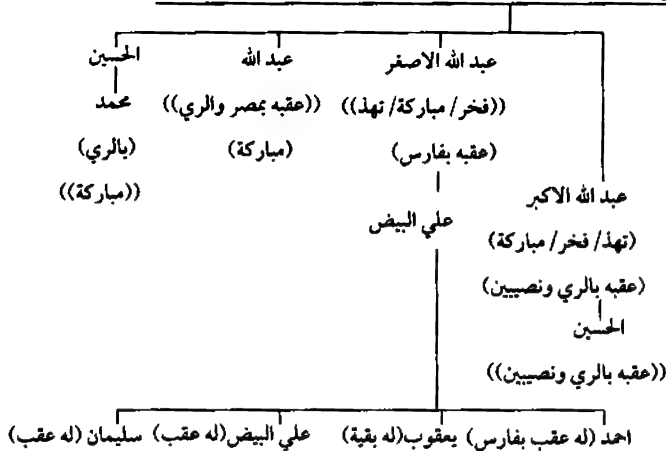 عبد الله الاصغر
عبد الله
الحسين
((فخر/ مباركة/ تهذ))
((عقبه بمصر والري))
محمد
(عقبه بفارس)
(مباركة)
(بالري)
((مباركة))
عبد الله الاكبر
علي البيض
(تهذ/ فخر/ مباركة)
(عقبه بالري ونصيبين)
الحسين
((عقبه بالري ونصيبين))
احمد (له عقب بفارس) يعقوب(له بقية) علي البيض(له عقب) سليمان (له عقب)